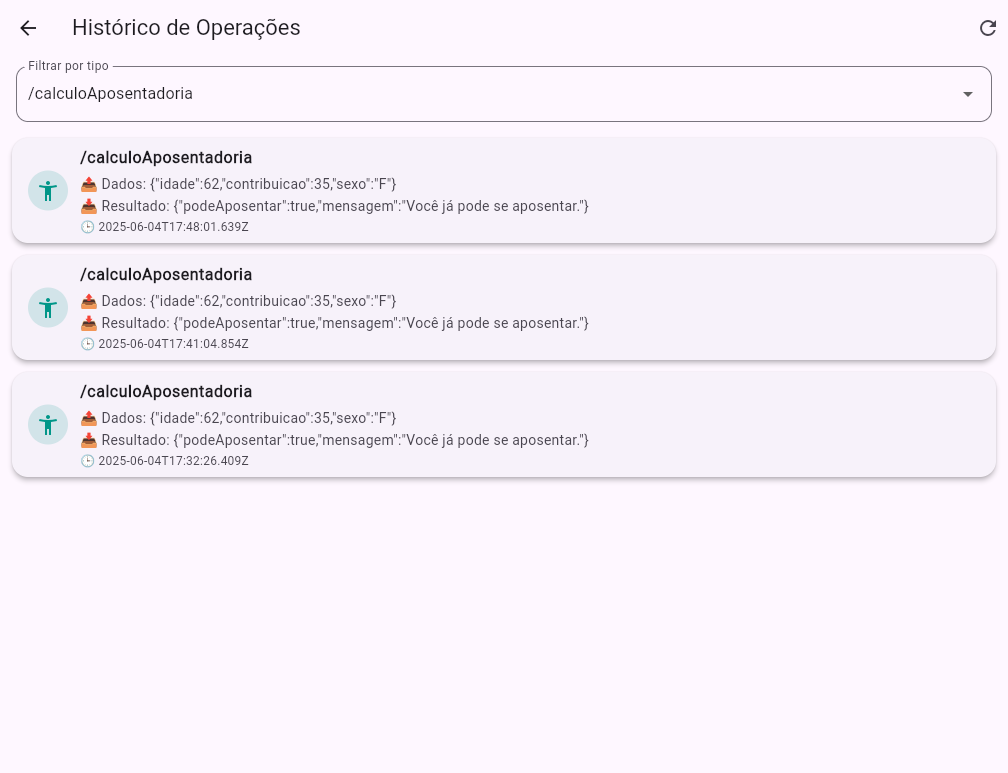 Histórico de Operações
Filtrar por tipo
/calculoAposentadoria
/calculoAposentadoria
📤 Dados: {"idade":62,"contribuicao":35,"sexo":"F"}
📥 Resultado: {"podeAposentar":true,"mensagem":"Você já pode se aposentar."}
🕒 2025-06-04T17:48:01.639Z
/calculoAposentadoria
📤 Dados: {"idade":62,"contribuicao":35,"sexo":"F"}
📥 Resultado: {"podeAposentar":true,"mensagem":"Você já pode se aposentar."}
🕒 2025-06-04T17:41:04.854Z
/calculoAposentadoria
📤 Dados: {"idade":62,"contribuicao":35,"sexo":"F"}
📥 Resultado: {"podeAposentar":true,"mensagem":"Você já pode se aposentar."}
🕒 2025-06-04T17:32:26.409Z